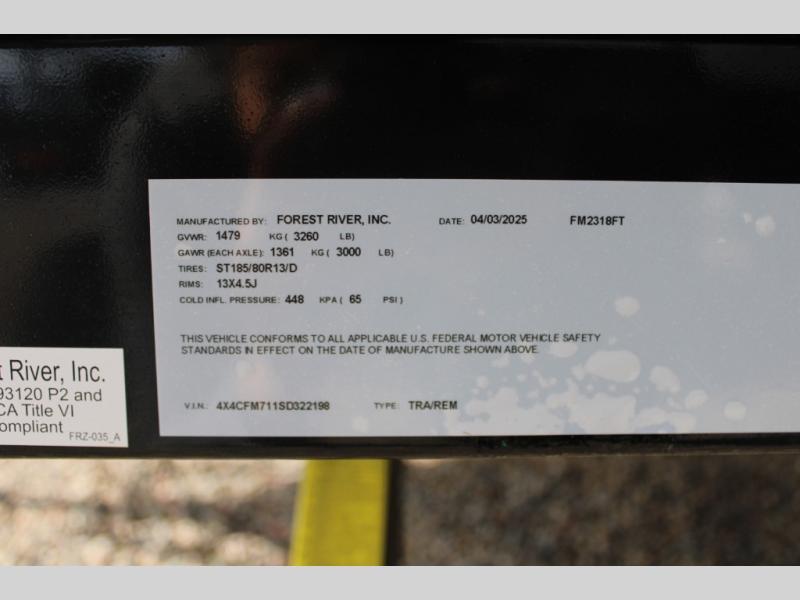 MANUFACTURED BY: FOREST RIVER, INC. DATE: 04/03/2025 FM2318FT
GVWR: 1479 KG ( 3260 LB)
GAWR (EACH AXLE): 1361 KG ( 3000 LB)
TIRES: ST185/80R13/D
RIMS: 13X4.5J
COLD INFL. PRESSURE: 448 KPA ( 65 PSI )
THIS VEHICLE CONFORMS TO ALL APPLICABLE U.S. FEDERAL MOTOR VEHICLE SAFETY
STANDARDS IN EFFECT ON THE DATE OF MANUFACTURE SHOWN ABOVE.
V.I.N.: 4X4CFM711SD322198 TYPE: TRA/REM
t River, Inc.
93120 P2 and
CA Title VI
ompliant
FRZ-035_A